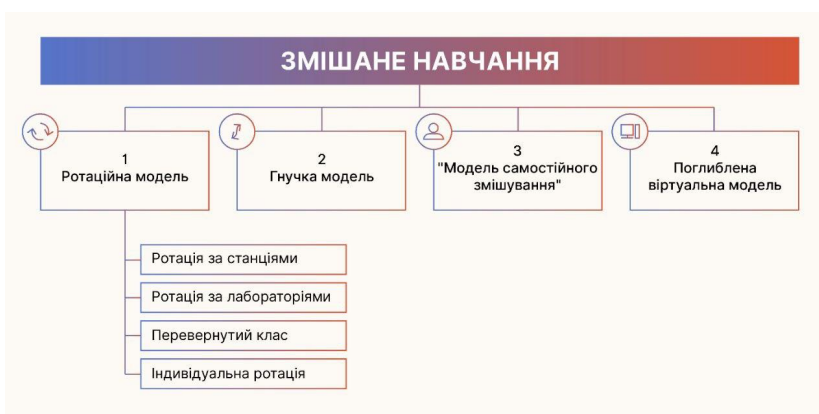 ЗМІШАНЕ НАВЧАННЯ
1
Ротаційна модель
2
Гнучка модель
3
"Модель самостійного
змішування"
4
Поглиблена
віртуальна модель
Ротація за станціями
Ротація за лабораторіями
Перевернутий клас
Індивідуальна ротація